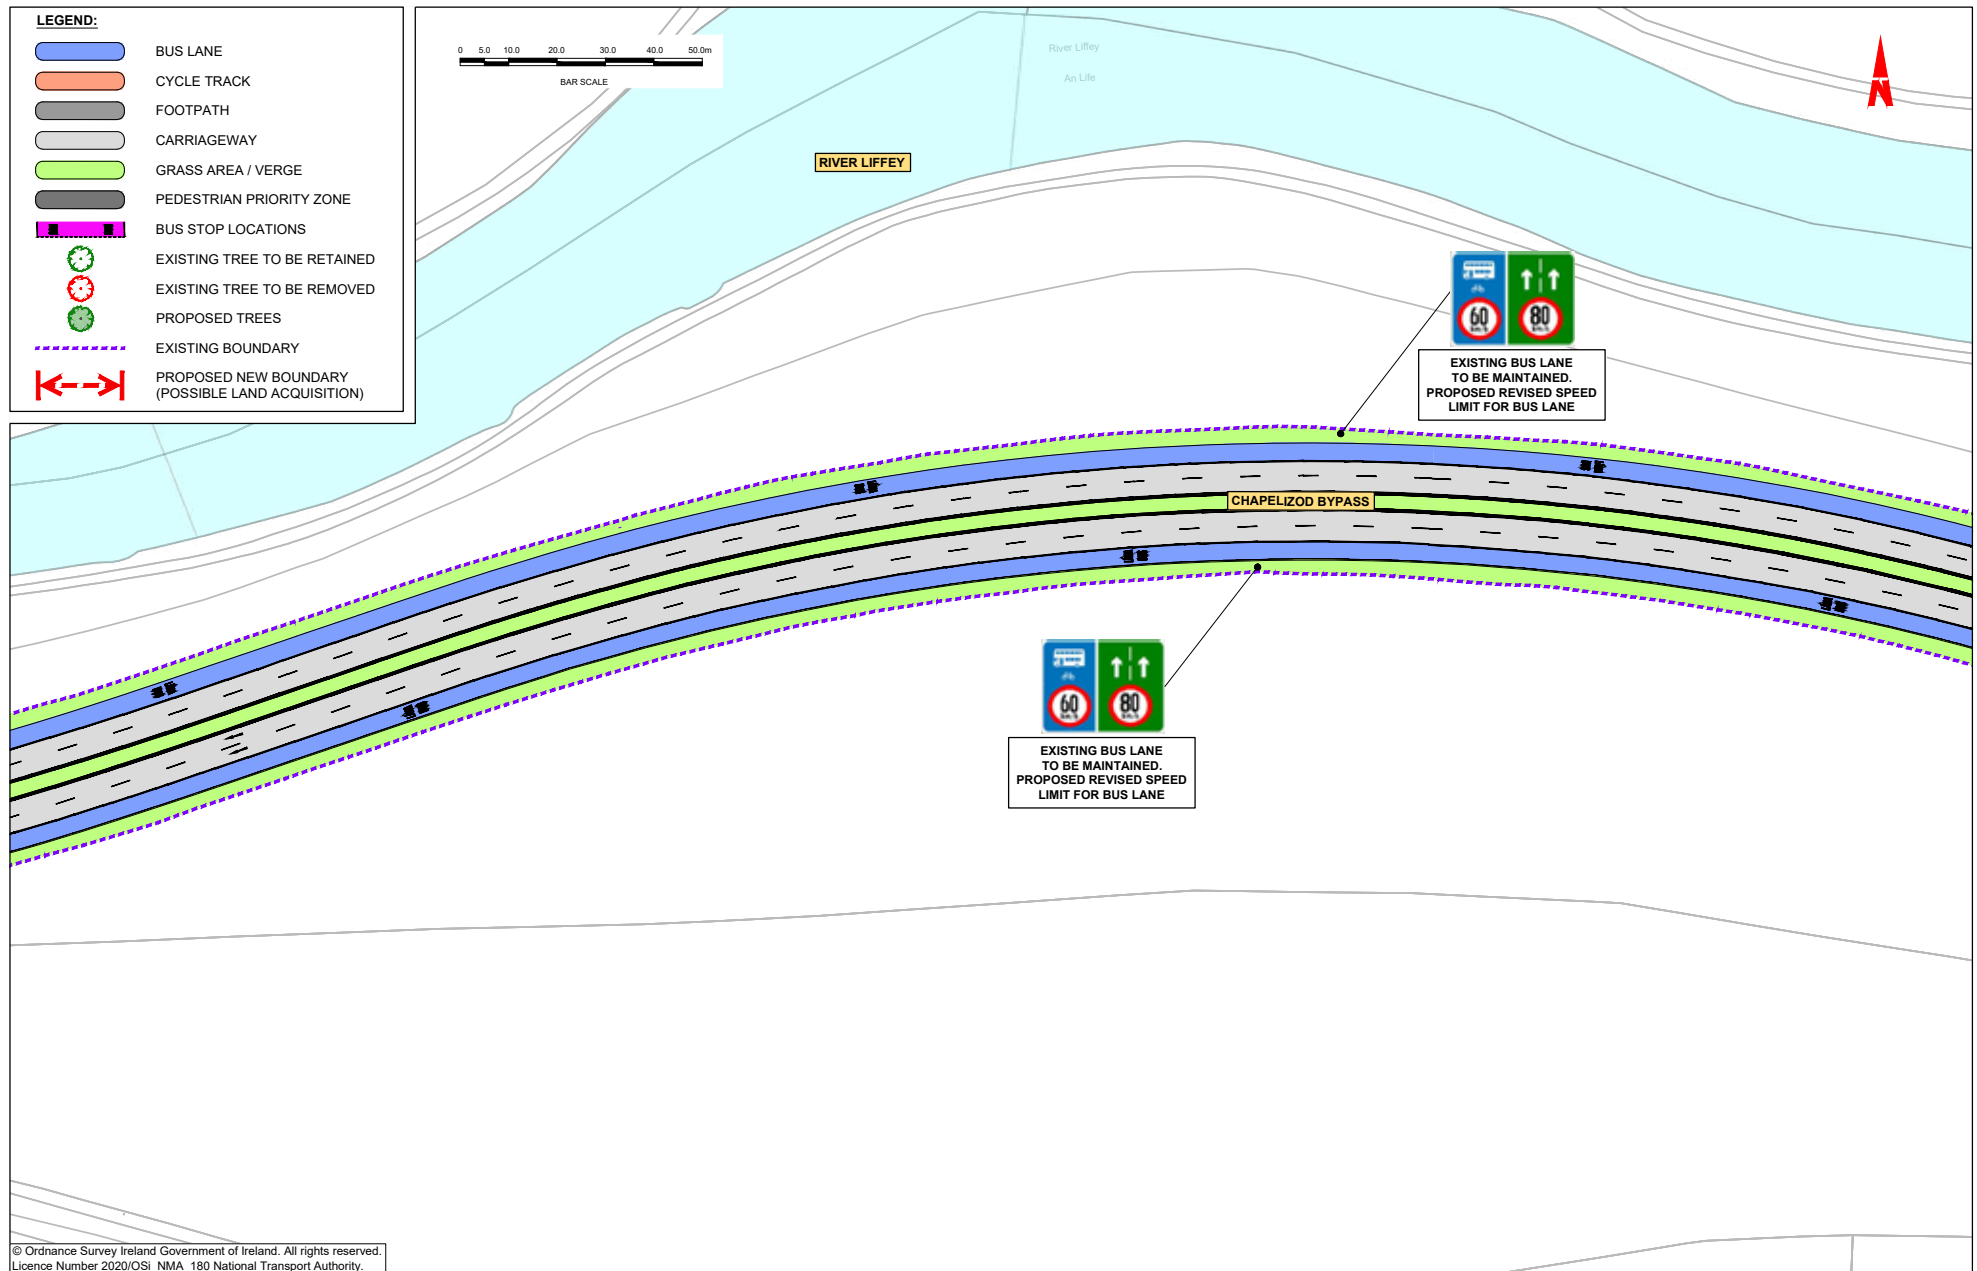 LEGEND:
BUS LANE
CYCLE TRACK
FOOTPATH
CARRIAGEWAY
GRASS AREA / VERGE
PEDESTRIAN PRIORITY ZONE
BUS STOP LOCATIONS
EXISTING TREE TO BE RETAINED
EXISTING TREE TO BE REMOVED
PROPOSED TREES
EXISTING BOUNDARY
PROPOSED NEW BOUNDARY
(POSSIBLE LAND ACQUISITION)
0 5.0 10.0 20.0 30.0 40.0 50.0m
BAR SCALE
River Liffey
An Life
N
RIVER LIFFEY
60 80
km/h km/h
EXISTING BUS LANE
TO BE MAINTAINED.
PROPOSED REVISED SPEED
LIMIT FOR BUS LANE
CHAPELIZOD BYPASS
60 80
km/h km/h
EXISTING BUS LANE
TO BE MAINTAINED.
PROPOSED REVISED SPEED
LIMIT FOR BUS LANE
© Ordnance Survey Ireland Government of Ireland. All rights reserved.
Licence Number 2020/OSi_NMA_180 National Transport Authority.